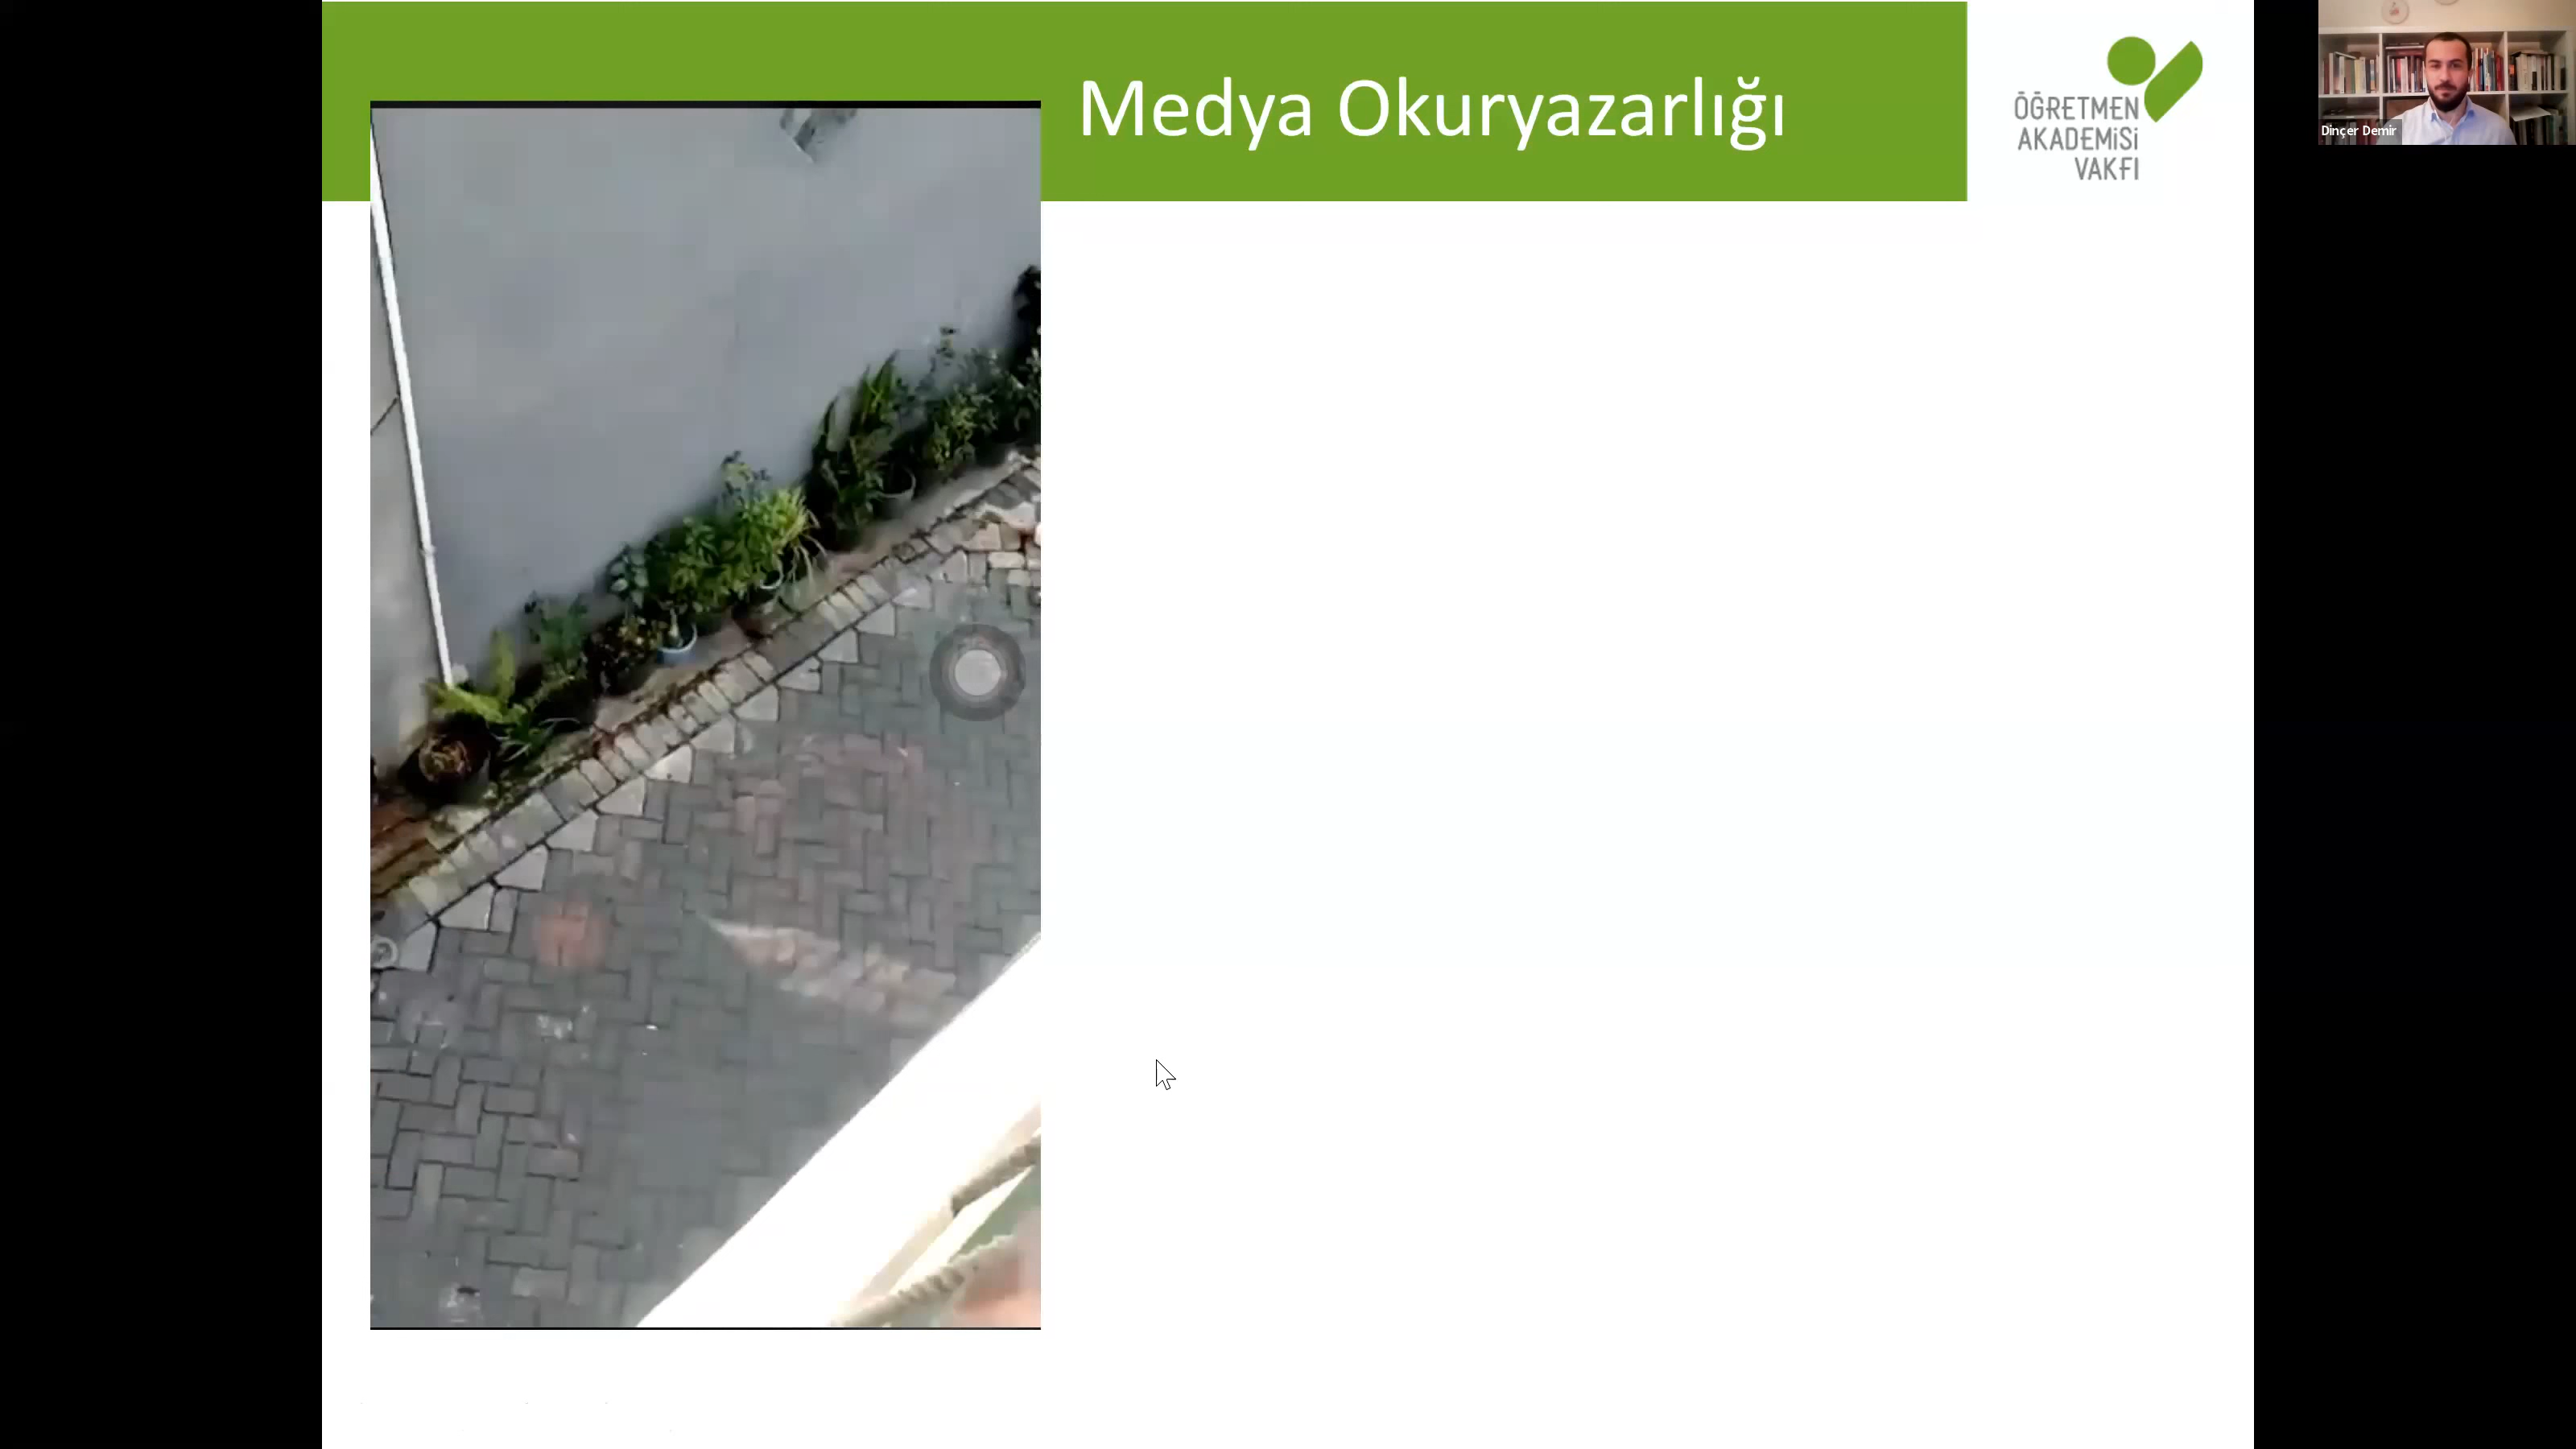 Medya Okuryazarlığı
ÖĞRETMEN
AKADEMİSİ
VAKFI
Dinçer Demir